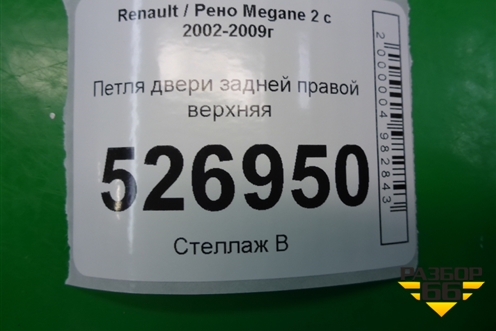 Renault / Рено Megane 2 с
2002-2009г
Петля двери задней правой
верхняя
526950
Стеллаж В
2000004982843
РАЗБОР
66